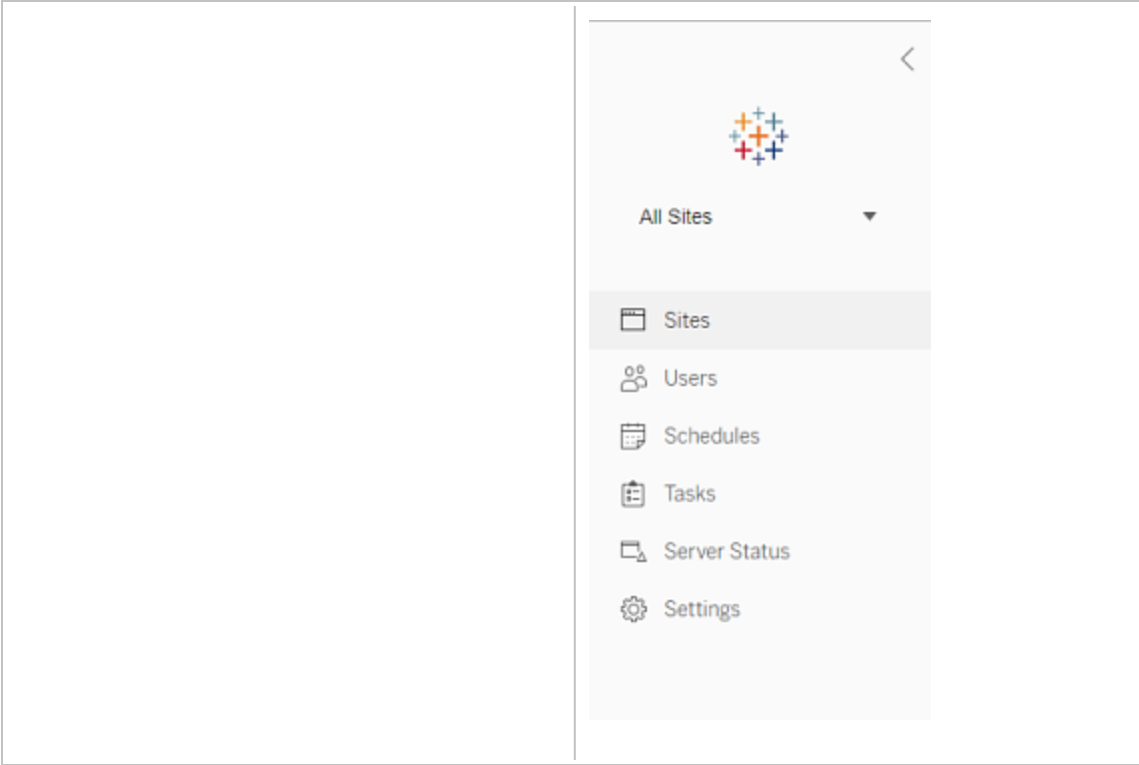 All Sites
Sites
Users
Schedules
Tasks
Server Status
Settings